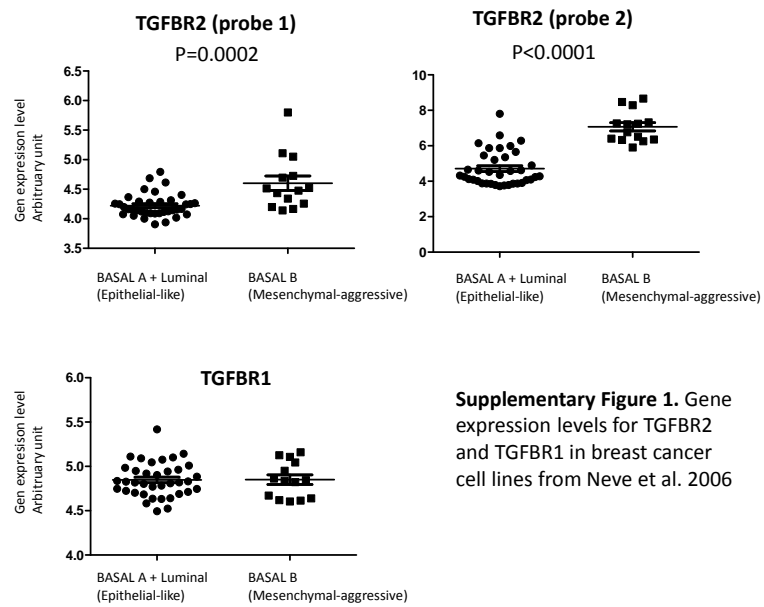 TGFBR2 (probe 1)
P=0.0002
Gen expresison level
Arbitruary unit
6.5
6.0
5.5
5.0
4.5
4.0
3.5
BASAL A + Luminal
(Epithelial-like)
BASAL B
(Mesenchymal-aggressive)
TGFBR2 (probe 2)
P<0.0001
10
8
6
4
2
0
BASAL A + Luminal
(Epithelial-like)
BASAL B
(Mesenchymal-aggressive)
TGFBR1
Gen expresison level
Arbitruary unit
6.0
5.5
5.0
4.5
4.0
BASAL A + Luminal
(Epithelial-like)
BASAL B
(Mesenchymal-aggressive)
Supplementary Figure 1. Gene
expression levels for TGFBR2
and TGFBR1 in breast cancer
cell lines from Neve et al. 2006